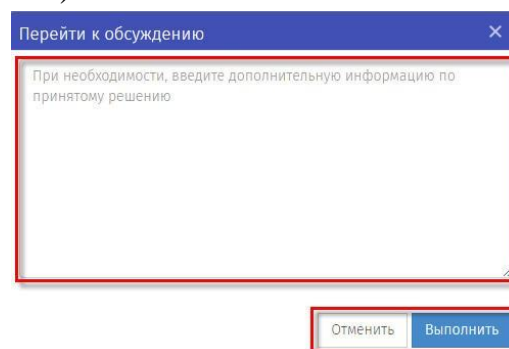 Перейти к обсуждению
При необходимости, введите дополнительную информацию по
принятому решению
Отменить Выполнить